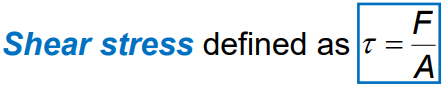 Shear stress defined as τ = F/A